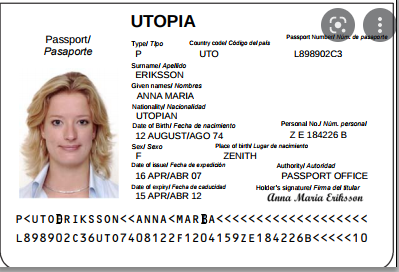 UTOPIA
Passport/
Pasaporte
Type/ Tipo Country code/ Código del país Passport Number/ Núm. de pasaporte
P UTO L898902C3
Surname/ Apellido
ERIKSSON
Given names/ Nombres
ANNA MARIA
Nationality/ Nacionalidad
UTOPIAN
Date of Birth/ Fecha de nacimiento Personal No./ Núm. personal
12 AUGUST/AGO 74 Z E 184226 B
Sex/ Sexo Place of birth/ Lugar de nacimiento
F ZENITH
Date of issue/ Fecha de expedición Authority/ Autoridad
16 APR/ABR 07 PASSPORT OFFICE
Date of expiry/ Fecha de caducidad Holder's signature/ Firma del titular
15 APR/ABR 12 Anna Maria Eriksson
P<UTOERIKSSON<<ANNA<MARIA<<<<<<<<<<<<<<<<<<<
L898902C36UTO7408122F1204159ZE184226B<<<<<10